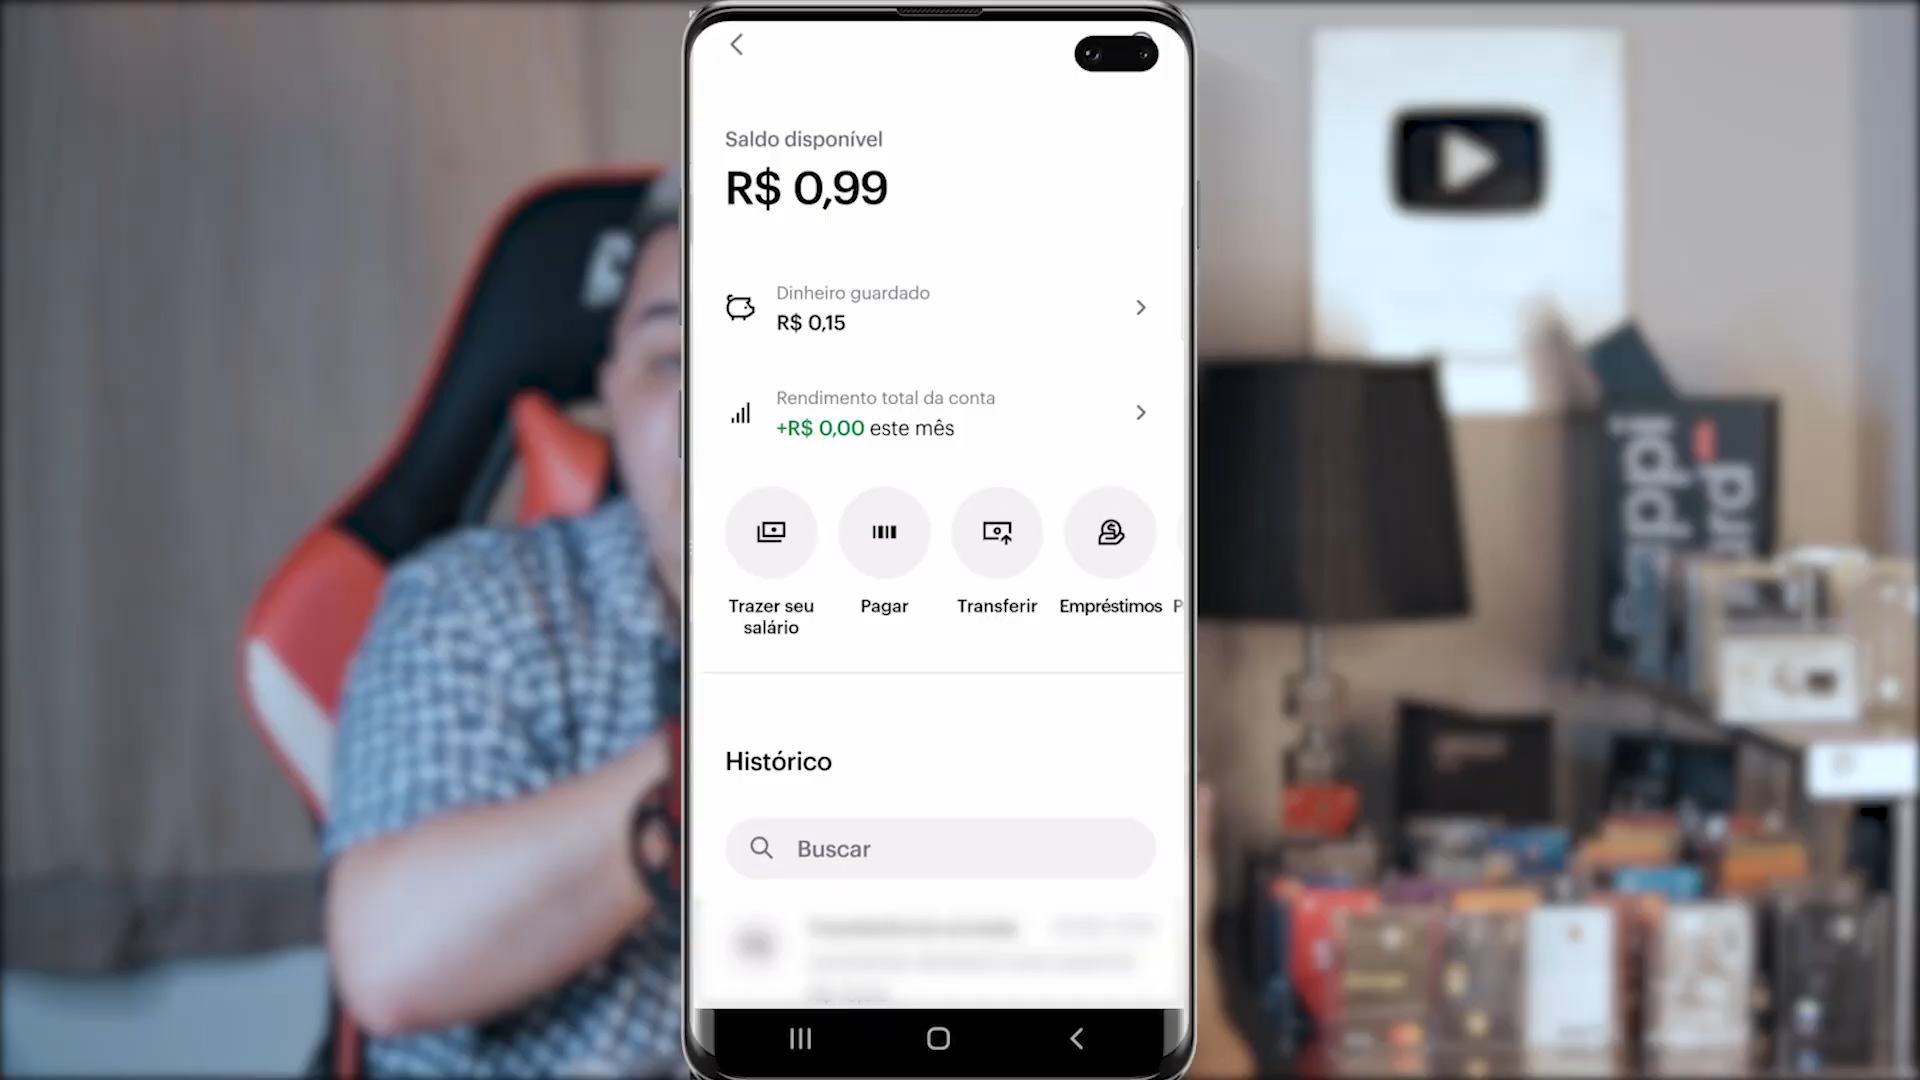 Saldo disponível
R$ 0,99
Dinheiro guardado
R$ 0,15
Rendimento total da conta
+R$ 0,00 este mês
Trazer seu salário
Pagar
Transferir
Empréstimos
P
Histórico
Buscar